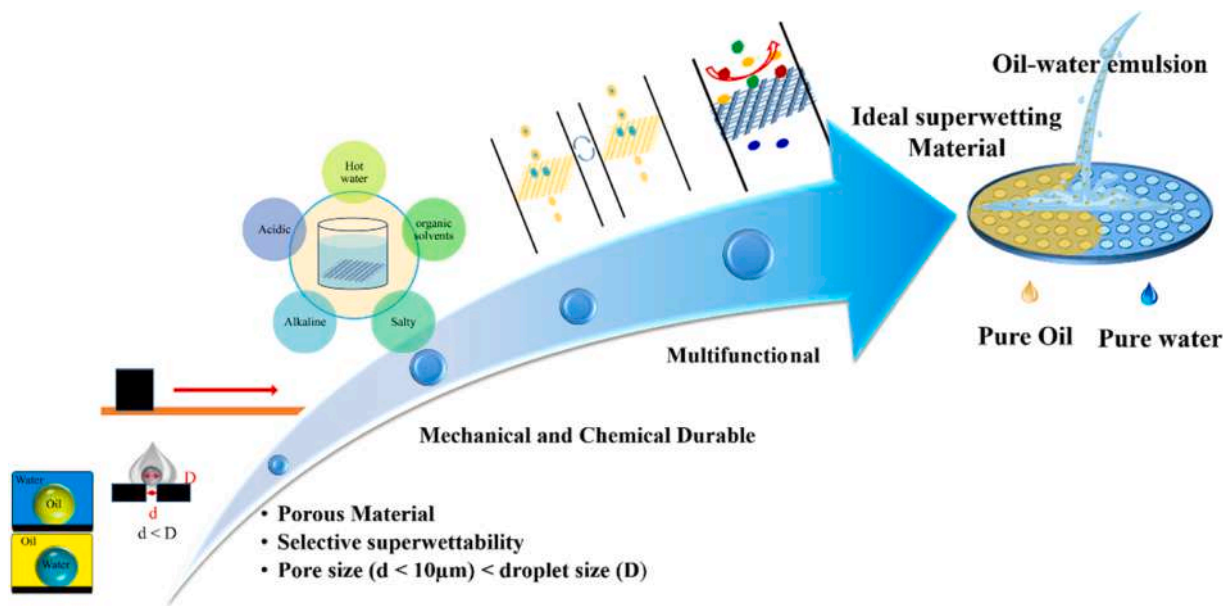 Oil-water emulsion
Ideal superwetting
Material
Pure Oil
Pure water
Hot
water
Acidic
organic
solvents
Alkaline
Salty
Multifunctional
Mechanical and Chemical Durable
Water
Oil
D
d
d < D
Oil
Water
• Porous Material
• Selective superwettability
• Pore size (d < 10μm) < droplet size (D)